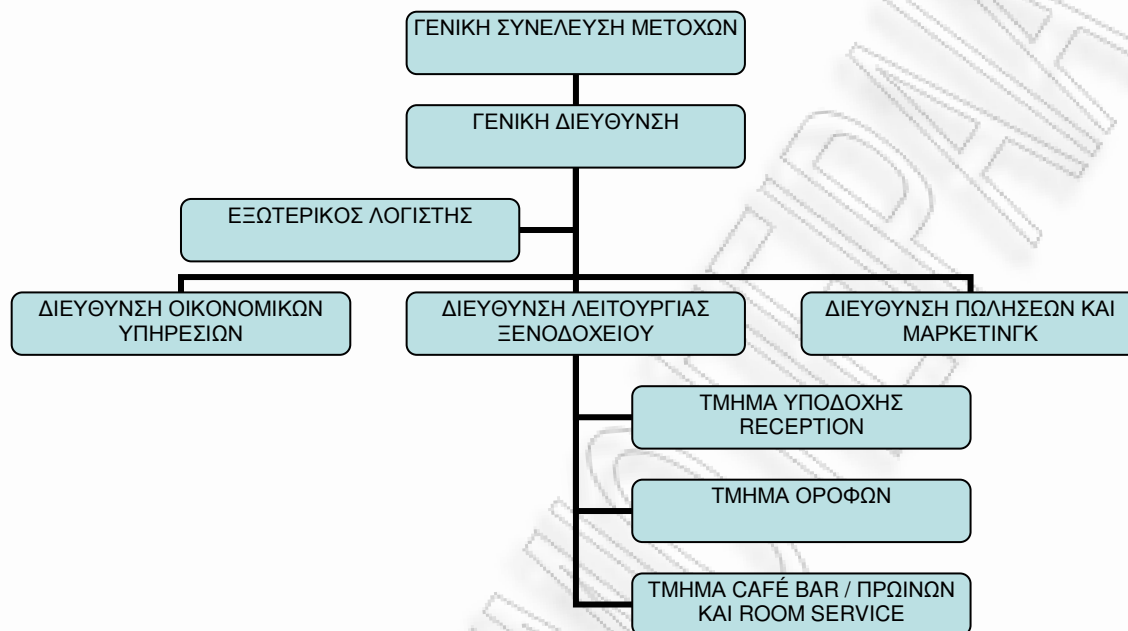 ΓΕΝΙΚΗ ΣΥΝΕΛΕΥΣΗ ΜΕΤΟΧΩΝ
ΓΕΝΙΚΗ ΔΙΕΥΘΥΝΣΗ
ΕΞΩΤΕΡΙΚΟΣ ΛΟΓΙΣΤΗΣ
ΔΙΕΥΘΥΝΣΗ ΟΙΚΟΝΟΜΙΚΩΝ
ΥΠΗΡΕΣΙΩΝ
ΔΙΕΥΘΥΝΣΗ ΛΕΙΤΟΥΡΓΙΑΣ
ΞΕΝΟΔΟΧΕΙΟΥ
ΔΙΕΥΘΥΝΣΗ ΠΩΛΗΣΕΩΝ ΚΑΙ
ΜΑΡΚΕΤΙΝΓΚ
ΤΜΗΜΑ ΥΠΟΔΟΧΗΣ
RECEPTION
ΤΜΗΜΑ ΟΡΟΦΩΝ
ΤΜΗΜΑ CAFÉ BAR / ΠΡΩΙΝΩΝ
ΚΑΙ ROOM SERVICE